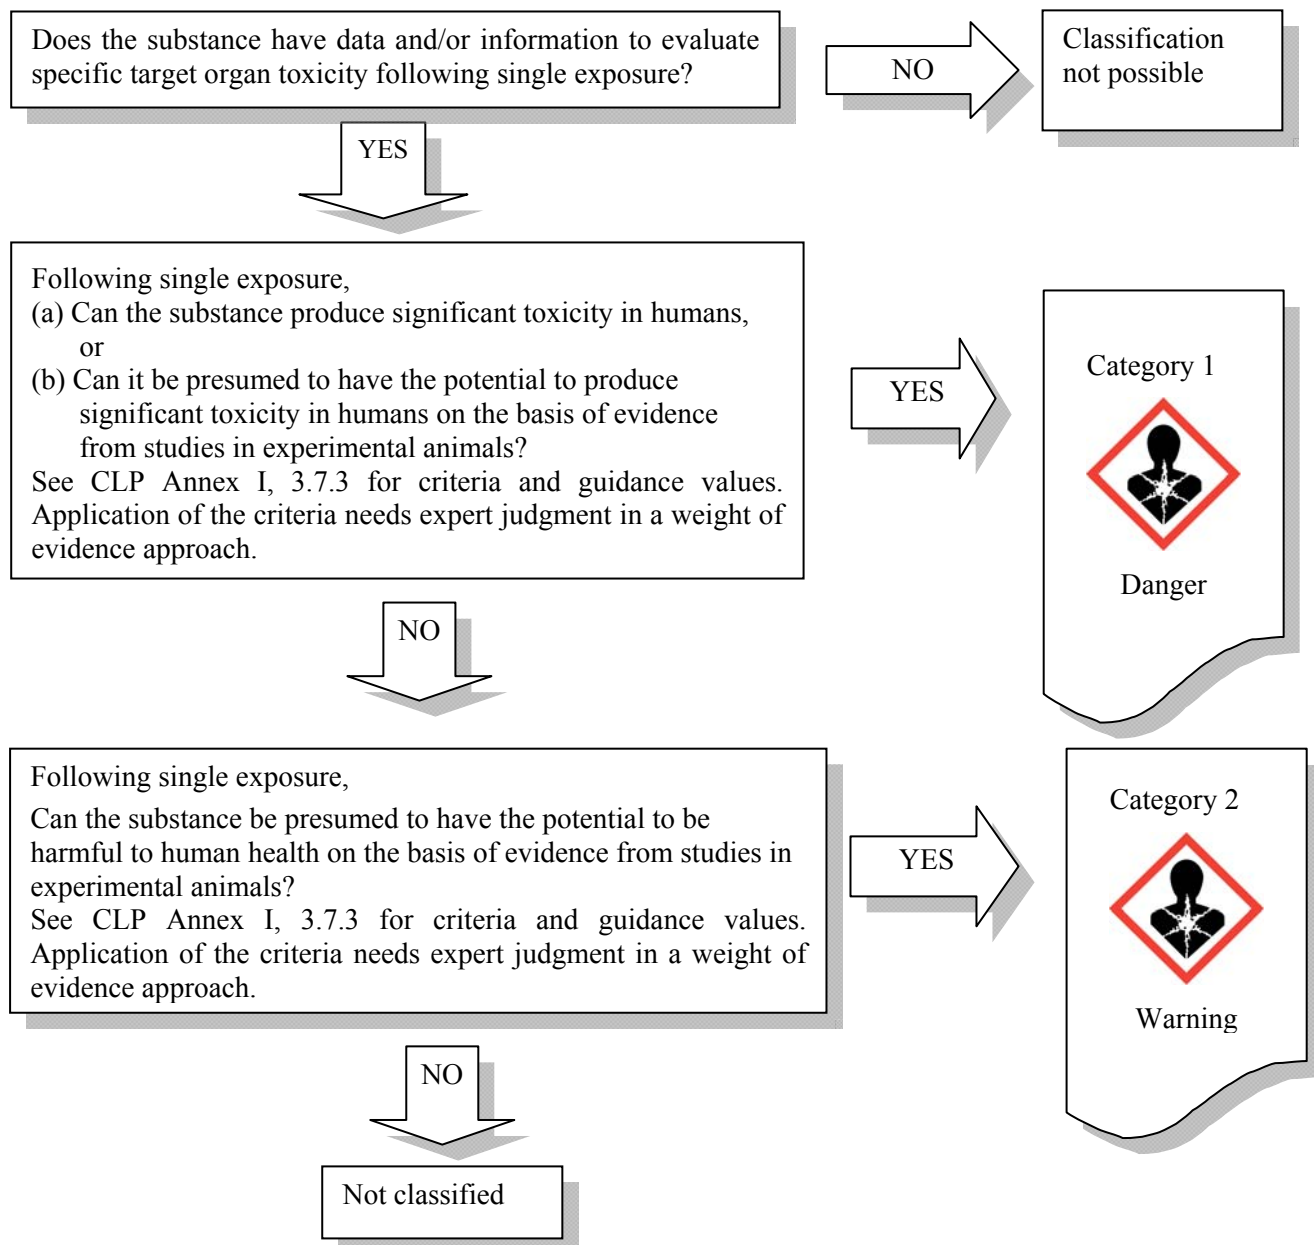 Does the substance have data and/or information to evaluate
specific target organ toxicity following single exposure?
NO
Classification
not possible
YES
Following single exposure,
(a) Can the substance produce significant toxicity in humans,
or
(b) Can it be presumed to have the potential to produce
significant toxicity in humans on the basis of evidence
from studies in experimental animals?
See CLP Annex I, 3.7.3 for criteria and guidance values.
Application of the criteria needs expert judgment in a weight of
evidence approach.
YES
Category 1
Danger
NO
Following single exposure,
Can the substance be presumed to have the potential to be
harmful to human health on the basis of evidence from studies in
experimental animals?
See CLP Annex I, 3.7.3 for criteria and guidance values.
Application of the criteria needs expert judgment in a weight of
evidence approach.
YES
Category 2
Warning
NO
Not classified